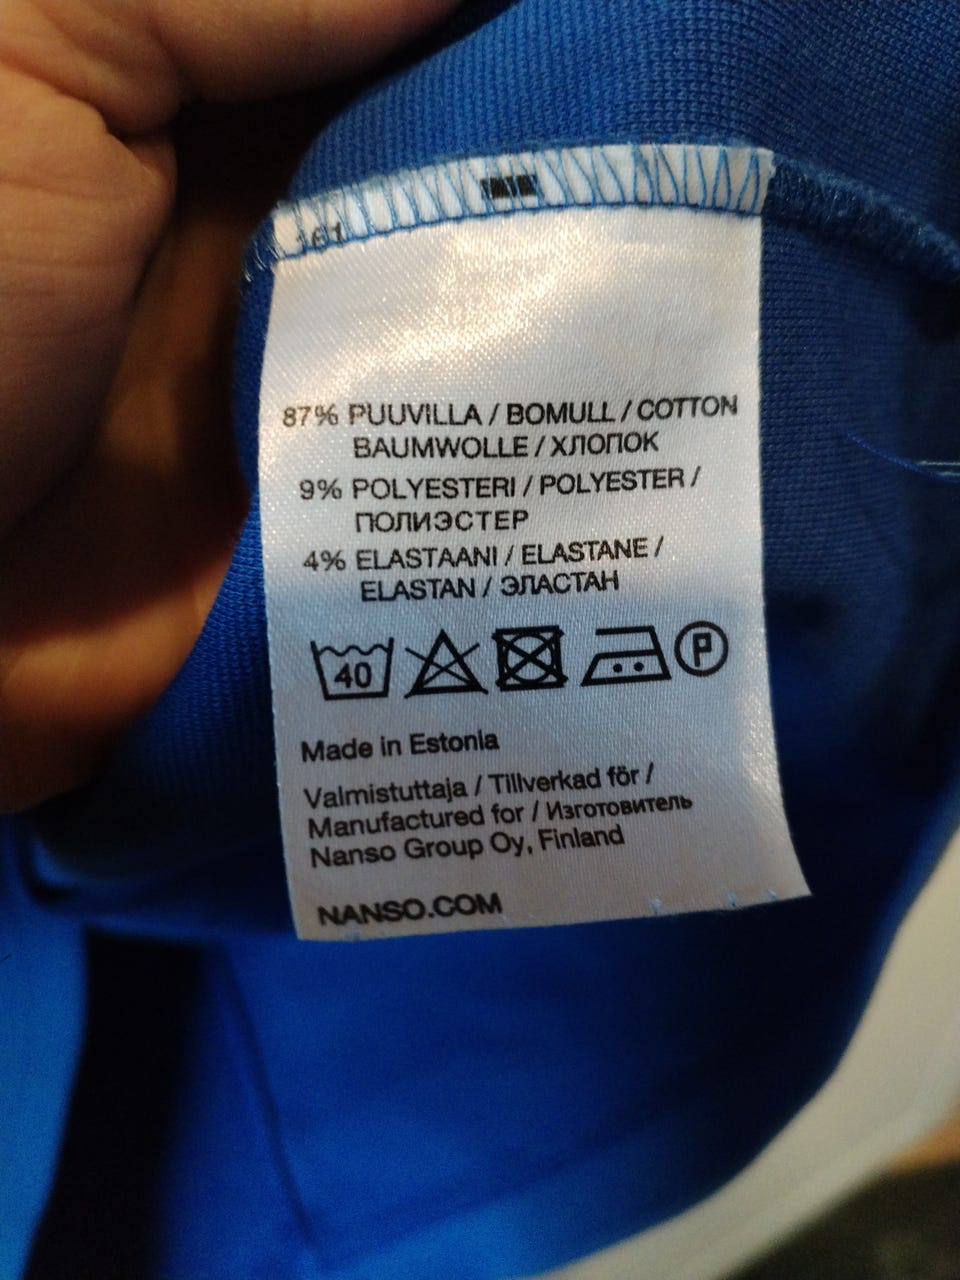 161
87% PUUVILLA / BOMULL / COTTON
BAUMWOLLE / ХЛОПОК
9% POLYESTERI / POLYESTER /
ПОЛИЭСТЕР
4% ELASTAANI / ELASTANE /
ELASTAN / ЭЛАСТАН
40
P
Made in Estonia
Valmistuttaja / Tillverkad för /
Manufactured for / Изготовитель
Nanso Group Oy, Finland
NANSO.COM